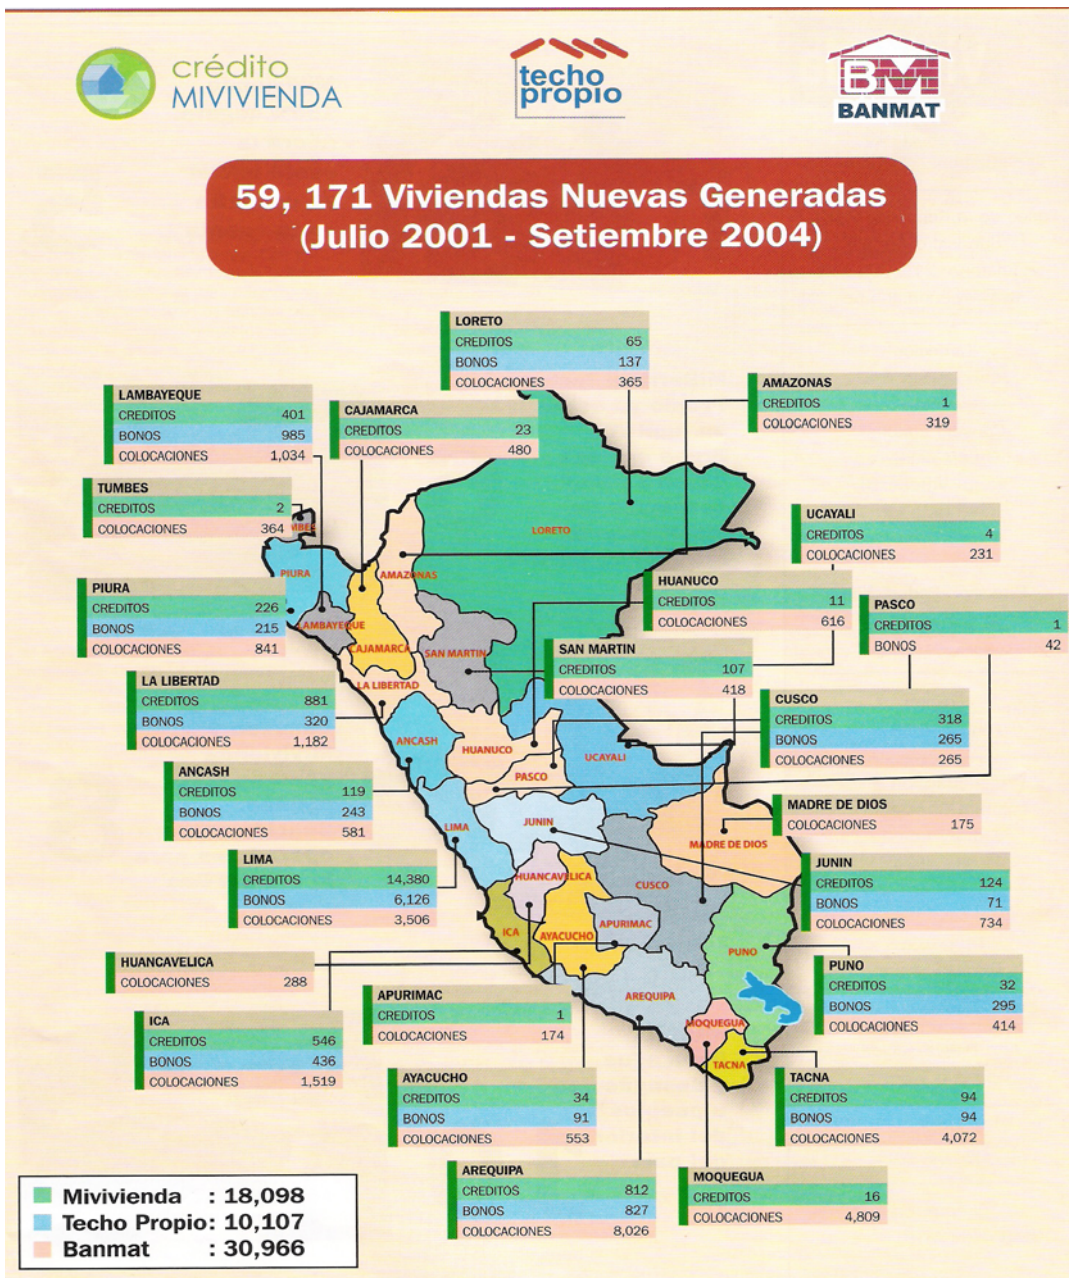 crédito
MIVIVIENDA
techo
propio
BM
BANMAT
59, 171 Viviendas Nuevas Generadas
(Julio 2001 - Setiembre 2004)
LORETO
CREDITOS 65
BONOS 137
COLOCACIONES 365
AMAZONAS
CREDITOS 1
COLOCACIONES 319
LAMBAYEQUE
CREDITOS 401
BONOS 985
COLOCACIONES 1,034
CAJAMARCA
CREDITOS 23
COLOCACIONES 480
TUMBES
CREDITOS 2
COLOCACIONES 364
UCAYALI
CREDITOS 4
COLOCACIONES 231
PIURA
CREDITOS 226
BONOS 215
COLOCACIONES 841
HUANUCO
CREDITOS 11
COLOCACIONES 616
PASCO
CREDITOS 1
BONOS 42
SAN MARTIN
CREDITOS 107
COLOCACIONES 418
LA LIBERTAD
CREDITOS 881
BONOS 320
COLOCACIONES 1,182
CUSCO
CREDITOS 318
BONOS 265
COLOCACIONES 265
ANCASH
CREDITOS 119
BONOS 243
COLOCACIONES 581
MADRE DE DIOS
COLOCACIONES 175
LIMA
CREDITOS 14,380
BONOS 6,126
COLOCACIONES 3,506
JUNIN
CREDITOS 124
BONOS 71
COLOCACIONES 734
HUANCAVELICA
COLOCACIONES 288
PUNO
CREDITOS 32
BONOS 295
COLOCACIONES 414
APURIMAC
CREDITOS 1
COLOCACIONES 174
ICA
CREDITOS 546
BONOS 436
COLOCACIONES 1,519
AYACUCHO
CREDITOS 34
BONOS 91
COLOCACIONES 553
TACNA
CREDITOS 94
BONOS 94
COLOCACIONES 4,072
AREQUIPA
CREDITOS 812
BONOS 827
COLOCACIONES 8,026
MOQUEGUA
CREDITOS 16
COLOCACIONES 4,809
LORETO
MBES
PIURA
AMAZONAS
LAMBAYEQUE
CAJAMARCA
SAN MARTIN
LA LIBERTAD
ANCASH
HUANUCO
UCAYALI
PASCO
LIMA
JUNIN
MADRE DE DIOS
HUANCAVELICA
CUSCO
ICA
AYACUCHO
APURIMAC
PUNO
AREQUIPA
MOQUEGUA
TACNA
Mivivienda : 18,098
Techo Propio: 10,107
Banmat : 30,966